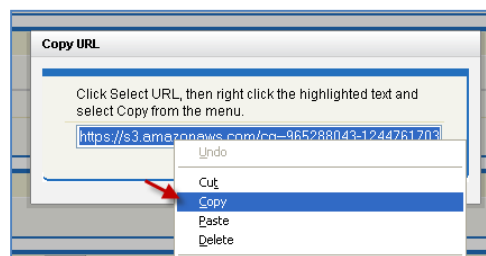 Copy URL
Click Select URL, then right click the highlighted text and
select Copy from the menu.
https://s3.amazonaws.com/cg--965288043-1244761703
Undo
Cut
Copy
Paste
Delete